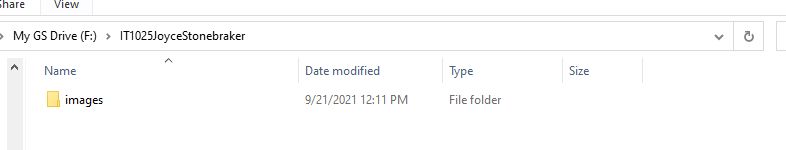 Share View
My GS Drive (F:) IT1025JoyceStonebraker
Name Date modified Type Size
images 9/21/2021 12:11 PM File folder